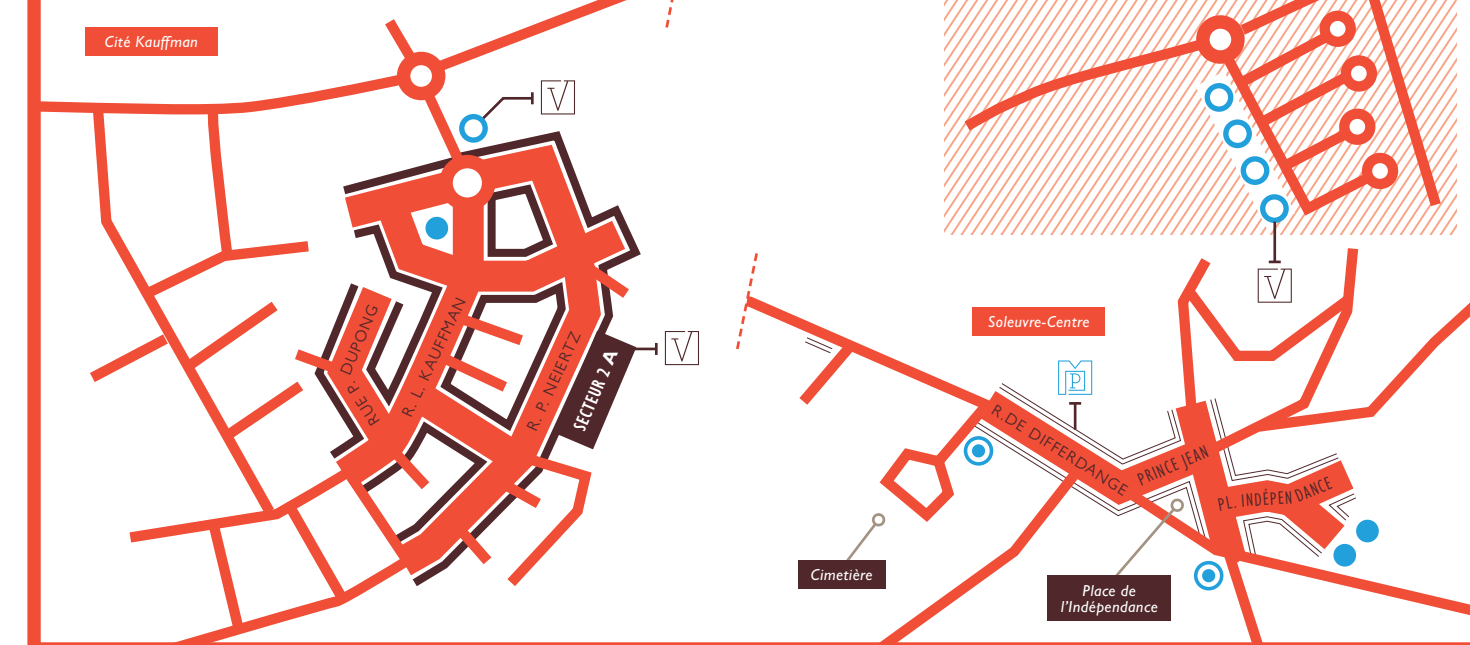 Cité Kauffman
V
V
SECTEUR 2 A
RUE P. DUPONG
R. L. KAUFFMAN
R. P. NEIERTZ
V
Soleuvre-Centre
P
R.DE DIFFERDANGE
PRINCE JEAN
PL. INDÉPENDANCE
Cimetière
Place de
l'Indépendance